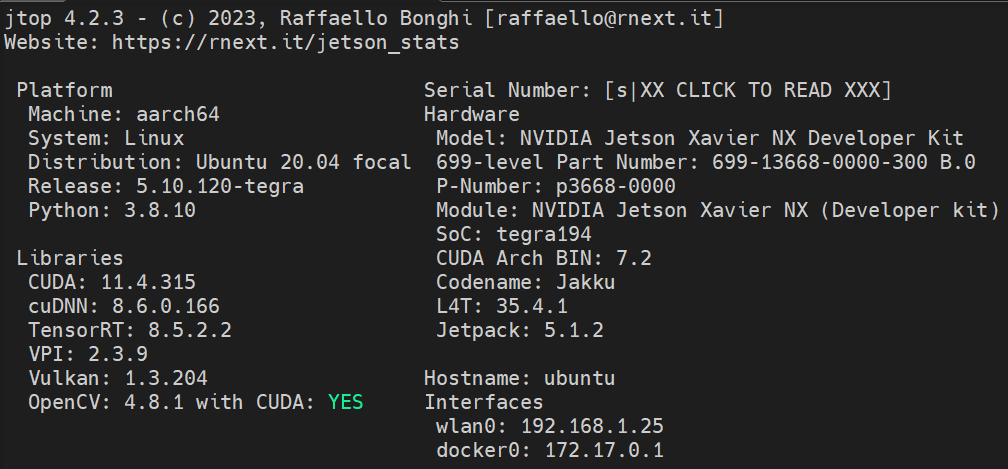 jtop 4.2.3 - (c) 2023, Raffaello Bonghi [raffaello@rnext.it]
Website: https://rnext.it/jetson_stats
Platform
Machine: aarch64
System: Linux
Distribution: Ubuntu 20.04 focal
Release: 5.10.120-tegra
Python: 3.8.10
Libraries
CUDA: 11.4.315
cuDNN: 8.6.0.166
TensorRT: 8.5.2.2
VPI: 2.3.9
Vulkan: 1.3.204
OpenCV: 4.8.1 with CUDA: YES
Serial Number: [s|XX CLICK TO READ XXX]
Hardware
Model: NVIDIA Jetson Xavier NX Developer Kit
699-level Part Number: 699-13668-0000-300 B.0
P-Number: p3668-0000
Module: NVIDIA Jetson Xavier NX (Developer kit)
SoC: tegra194
CUDA Arch BIN: 7.2
Codename: Jakku
L4T: 35.4.1
Jetpack: 5.1.2
Hostname: ubuntu
Interfaces
wlan0: 192.168.1.25
docker0: 172.17.0.1